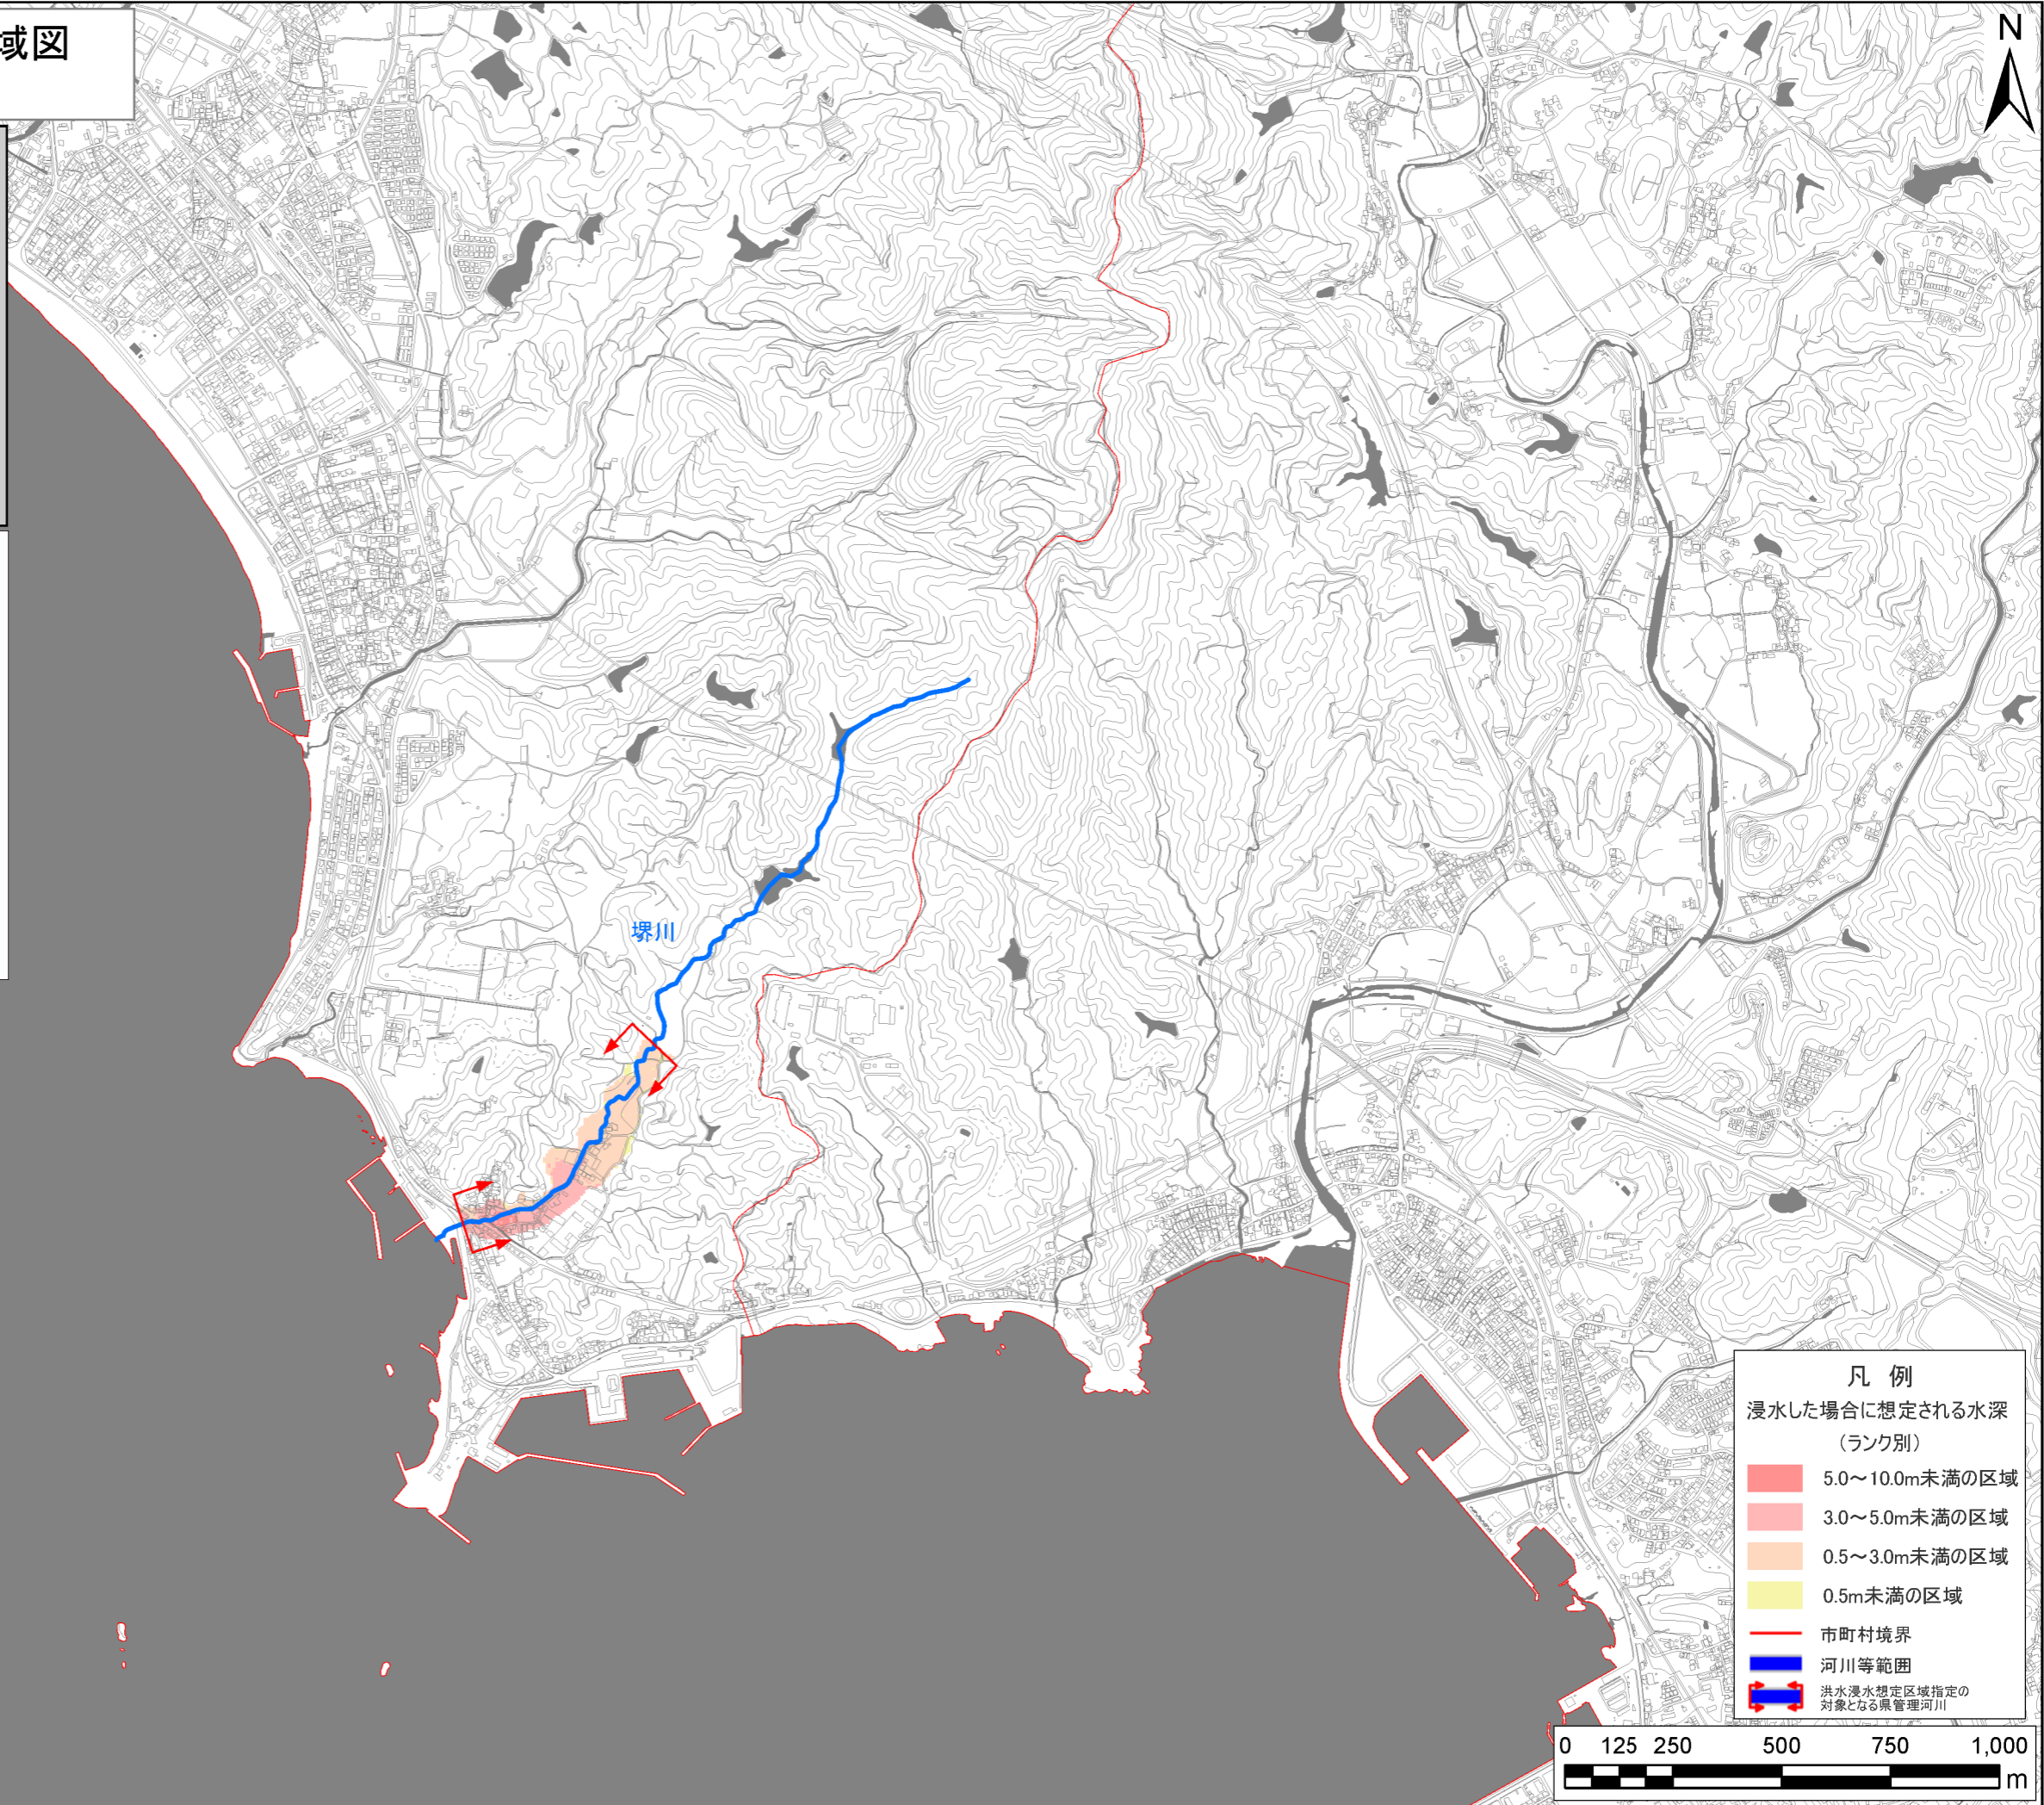 域図
N
堺川
凡 例
浸水した場合に想定される水深
(ランク別)
5.0～10.0m未満の区域
3.0～5.0m未満の区域
0.5～3.0m未満の区域
0.5m未満の区域
市町村境界
河川等範囲
洪水浸水想定区域指定の
対象となる県管理河川
0 125 250 500 750 1,000
m